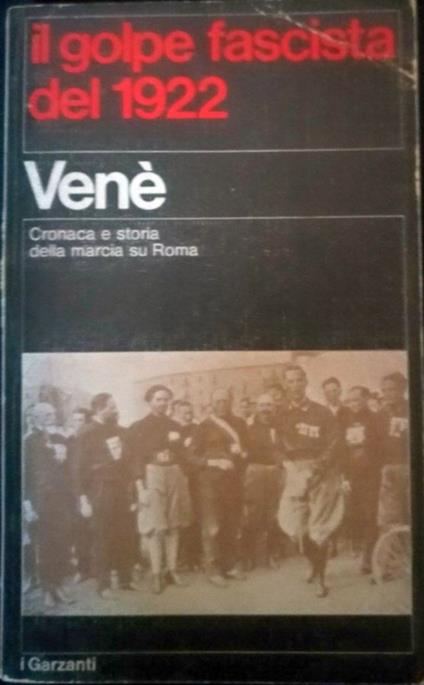 il golpe fascista
del 1922
Venè
Cronaca e storia
della marcia su Roma
i Garzanti